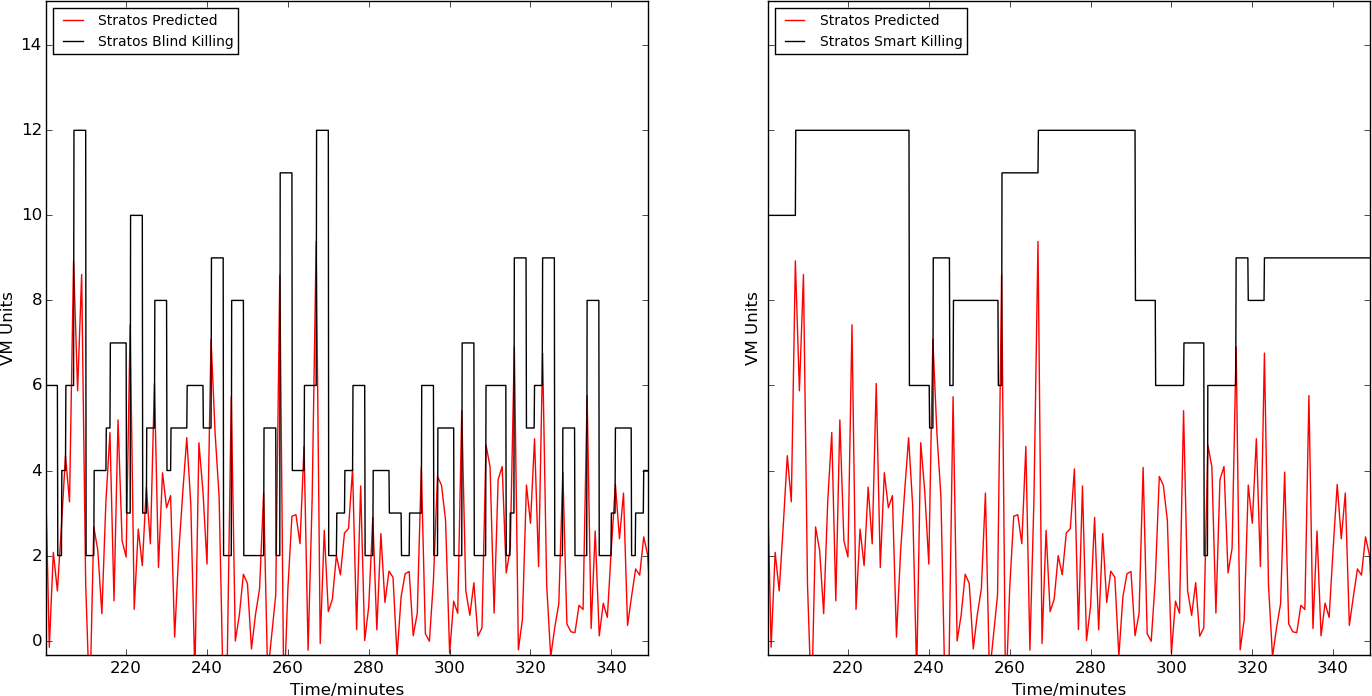 Stratos Predicted
Stratos Blind Killing
14
12
10
8
6
4
2
0
VM Units
220 240 260 280 300 320 340
Time/minutes
Stratos Predicted
Stratos Smart Killing
VM Units
220 240 260 280 300 320 340
Time/minutes